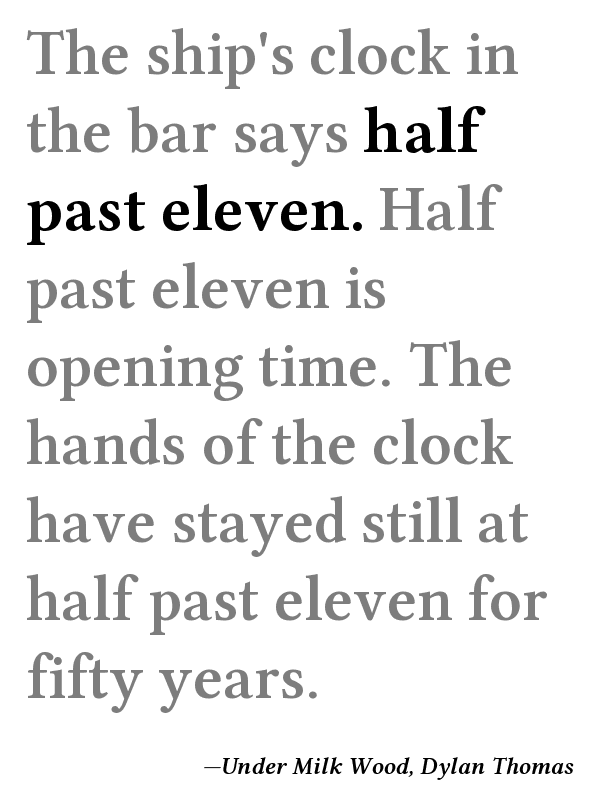 The ship's clock in
the bar says half
past eleven. Half
past eleven is
opening time. The
hands of the clock
have stayed still at
half past eleven for
fifty years.
—Under Milk Wood, Dylan Thomas